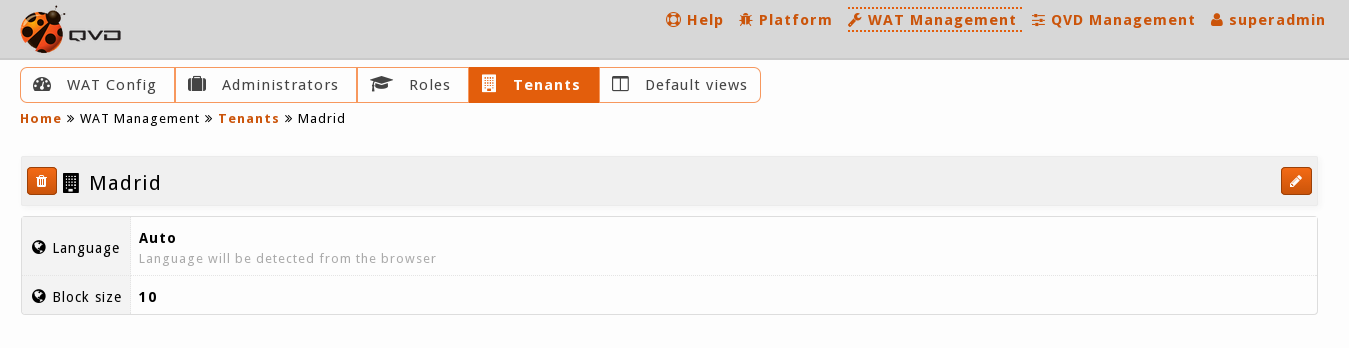 QVD Help Platform WAT Management QVD Management superadmin
WAT Config Administrators Roles Tenants Default views
Home » WAT Management » Tenants » Madrid
Madrid
Language Auto
Language will be detected from the browser
Block size 10